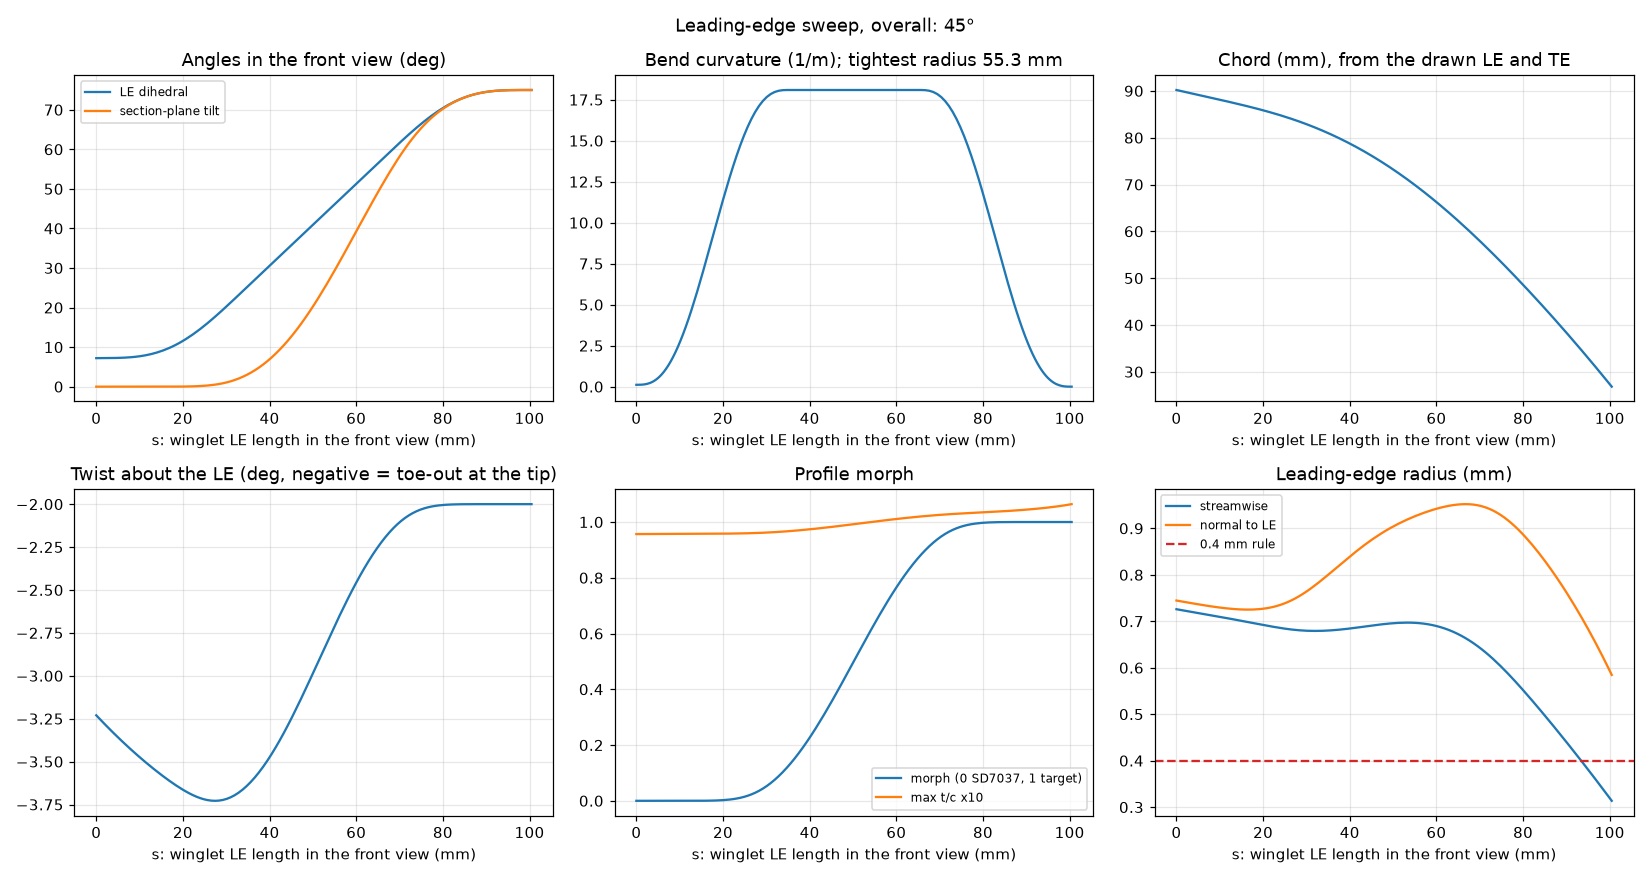 Leading-edge sweep, overall: 45°
Angles in the front view (deg)
LE dihedral
section-plane tilt
70
60
50
40
30
20
10
0
0 20 40 60 80 100
s: winglet LE length in the front view (mm)
Bend curvature (1/m); tightest radius 55.3 mm
17.5
15.0
12.5
10.0
7.5
5.0
2.5
0.0
0 20 40 60 80 100
s: winglet LE length in the front view (mm)
Chord (mm), from the drawn LE and TE
90
80
70
60
50
40
30
0 20 40 60 80 100
s: winglet LE length in the front view (mm)
Twist about the LE (deg, negative = toe-out at the tip)
−2.00
−2.25
−2.50
−2.75
−3.00
−3.25
−3.50
−3.75
0 20 40 60 80 100
s: winglet LE length in the front view (mm)
Profile morph
1.0
0.8
0.6
0.4
0.2
0.0
morph (0 SD7037, 1 target)
max t/c x10
0 20 40 60 80 100
s: winglet LE length in the front view (mm)
Leading-edge radius (mm)
streamwise
normal to LE
0.4 mm rule
0.9
0.8
0.7
0.6
0.5
0.4
0.3
0 20 40 60 80 100
s: winglet LE length in the front view (mm)